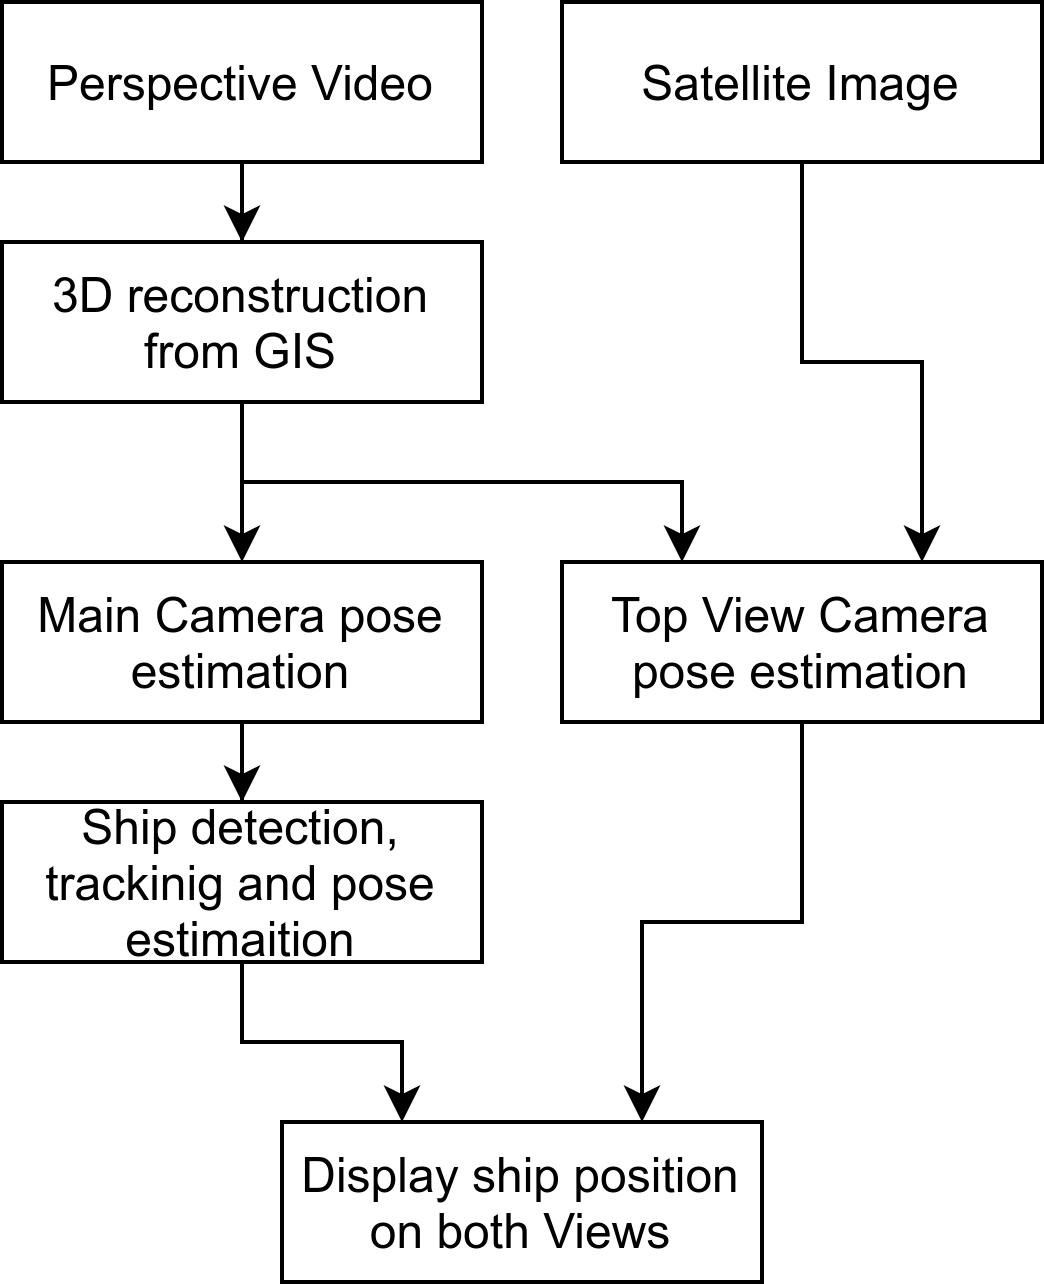 Perspective Video
Satellite Image
3D reconstruction
from GIS
Main Camera pose
estimation
Top View Camera
pose estimation
Ship detection,
trackinig and pose
estimaition
Display ship position
on both Views